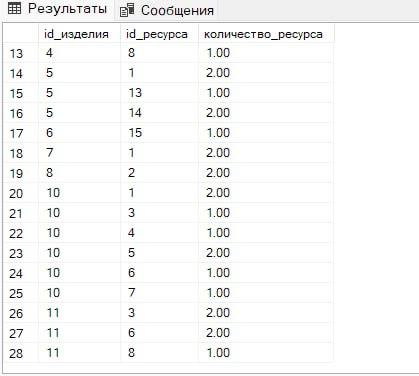 Результаты Сообщения
id_изделия id_ресурса количество_ресурса
13 4 8 1.00
14 5 1 2.00
15 5 13 1.00
16 5 14 2.00
17 6 15 1.00
18 7 1 2.00
19 8 2 2.00
20 10 1 2.00
21 10 3 1.00
22 10 4 1.00
23 10 5 2.00
24 10 6 1.00
25 10 7 1.00
26 11 3 2.00
27 11 6 2.00
28 11 8 1.00